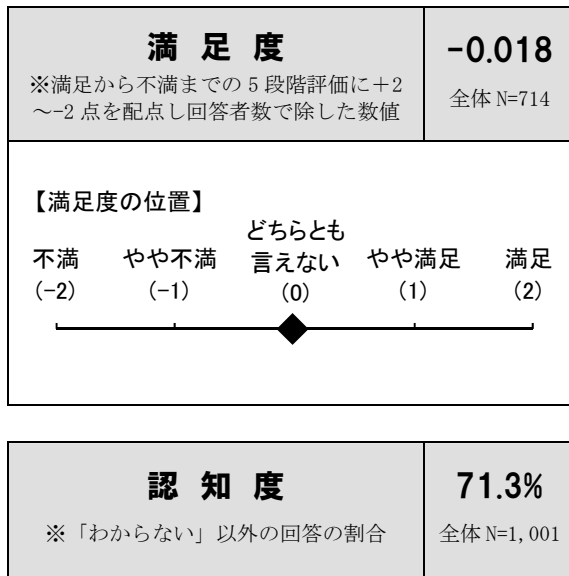 満足度
-0.018
※満足から不満までの5段階評価に＋2
～-2点を配点し回答者数で除した数値
全体 N=714
【満足度の位置】
どちらとも
不満 やや不満 言えない やや満足 満足
(-2) (-1) (0) (1) (2)
認知度
71.3%
※「わからない」以外の回答の割合
全体 N=1,001